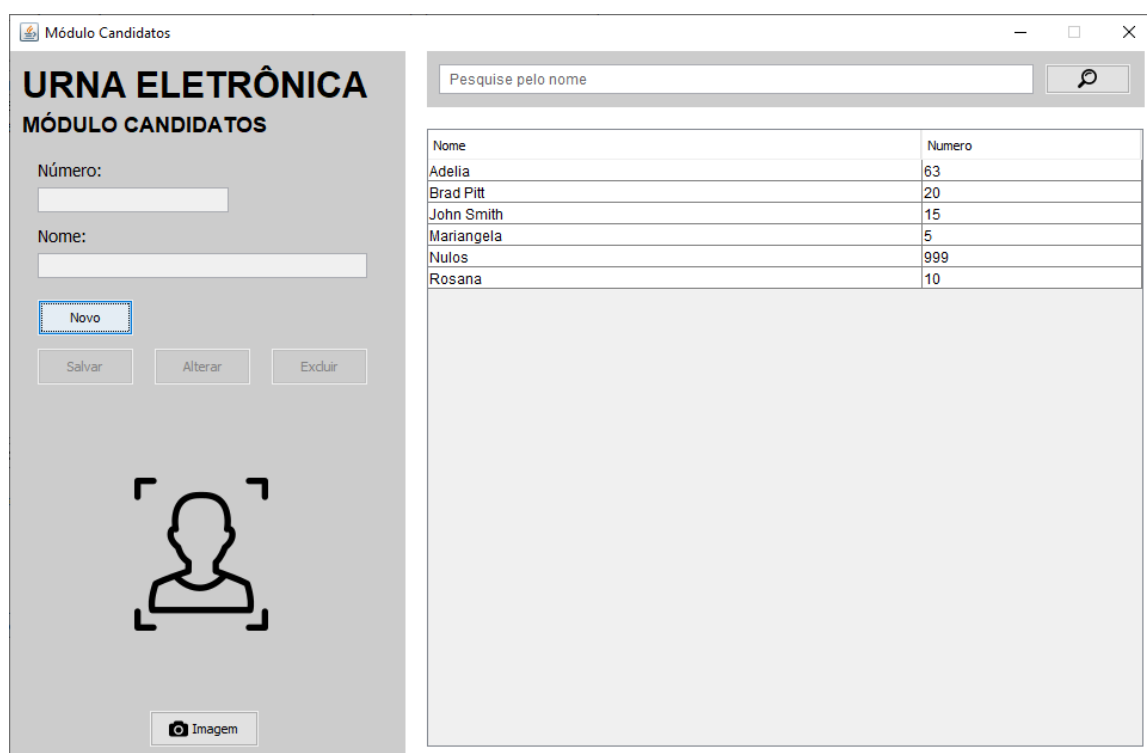 Módulo Candidatos
URNA ELETRÔNICA
MÓDULO CANDIDATOS
Número:
Nome:
Novo
Salvar Alterar Excluir
Imagem
Pesquise pelo nome
Nome Numero
Adelia 63
Brad Pitt 20
John Smith 15
Mariangela 5
Nulos 999
Rosana 10